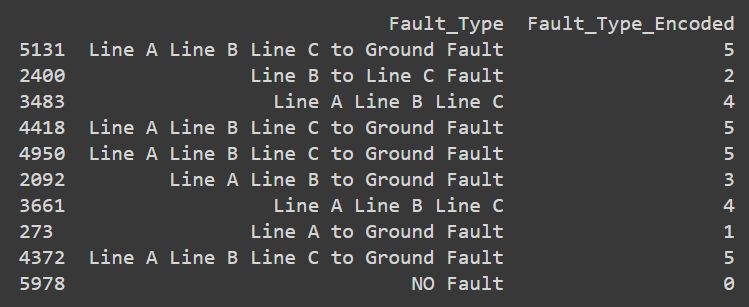 Fault_Type Fault_Type_Encoded
5131 Line A Line B Line C to Ground Fault 5
2400 Line B to Line C Fault 2
3483 Line A Line B Line C 4
4418 Line A Line B Line C to Ground Fault 5
4950 Line A Line B Line C to Ground Fault 5
2092 Line A Line B to Ground Fault 3
3661 Line A Line B Line C 4
273 Line A to Ground Fault 1
4372 Line A Line B Line C to Ground Fault 5
5978 NO Fault 0